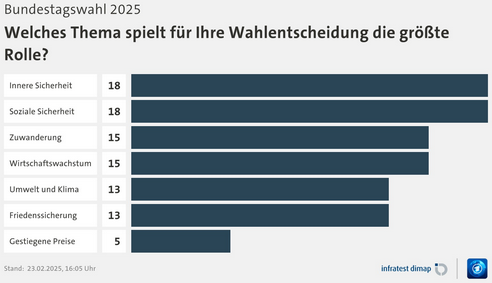 Bundestagswahl 2025
Welches Thema spielt für Ihre Wahlentscheidung die größte
Rolle?
Innere Sicherheit 18
Soziale Sicherheit 18
Zuwanderung 15
Wirtschaftswachstum 15
Umwelt und Klima 13
Friedenssicherung 13
Gestiegene Preise 5
Stand: 23.02.2025, 16:05 Uhr
infratest dimap